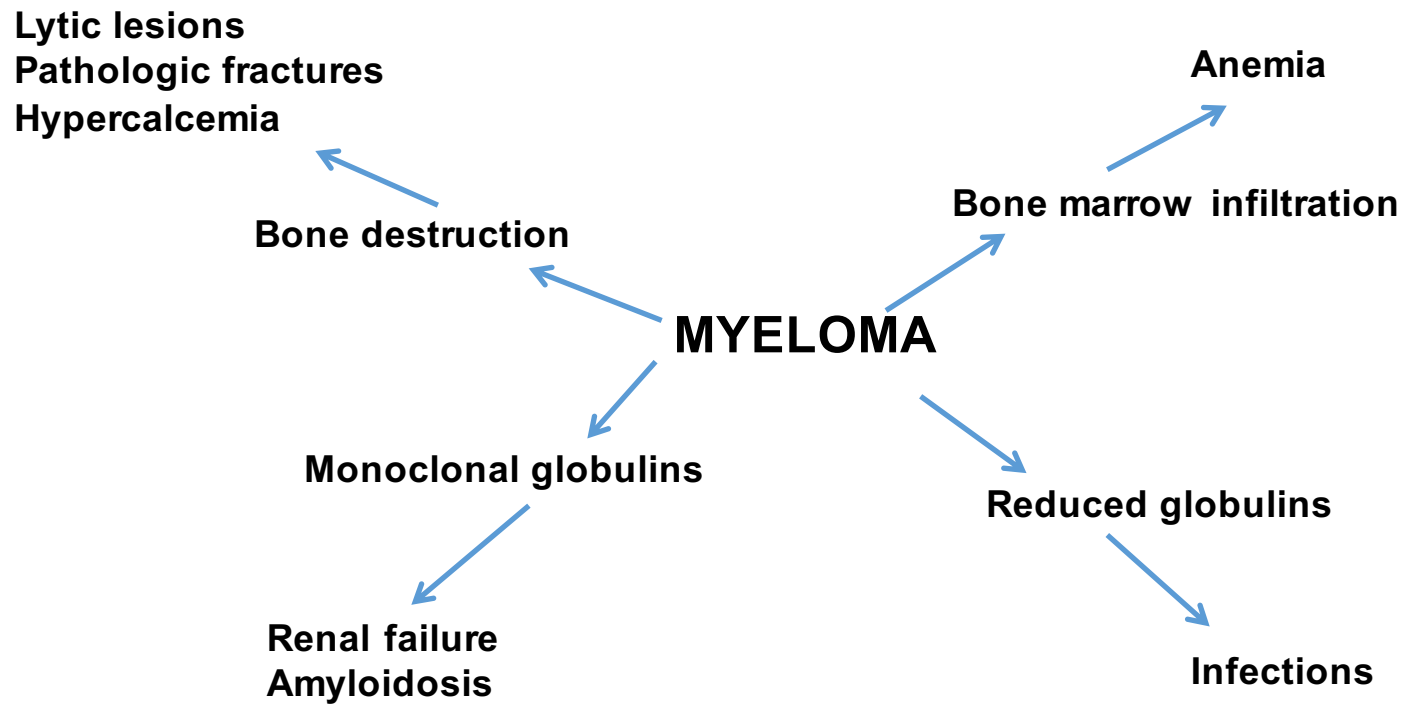 Lytic lesions
Pathologic fractures
Hypercalcemia
Anemia
Bone destruction
Bone marrow infiltration
MYELOMA
Monoclonal globulins
Reduced globulins
Renal failure
Amyloidosis
Infections